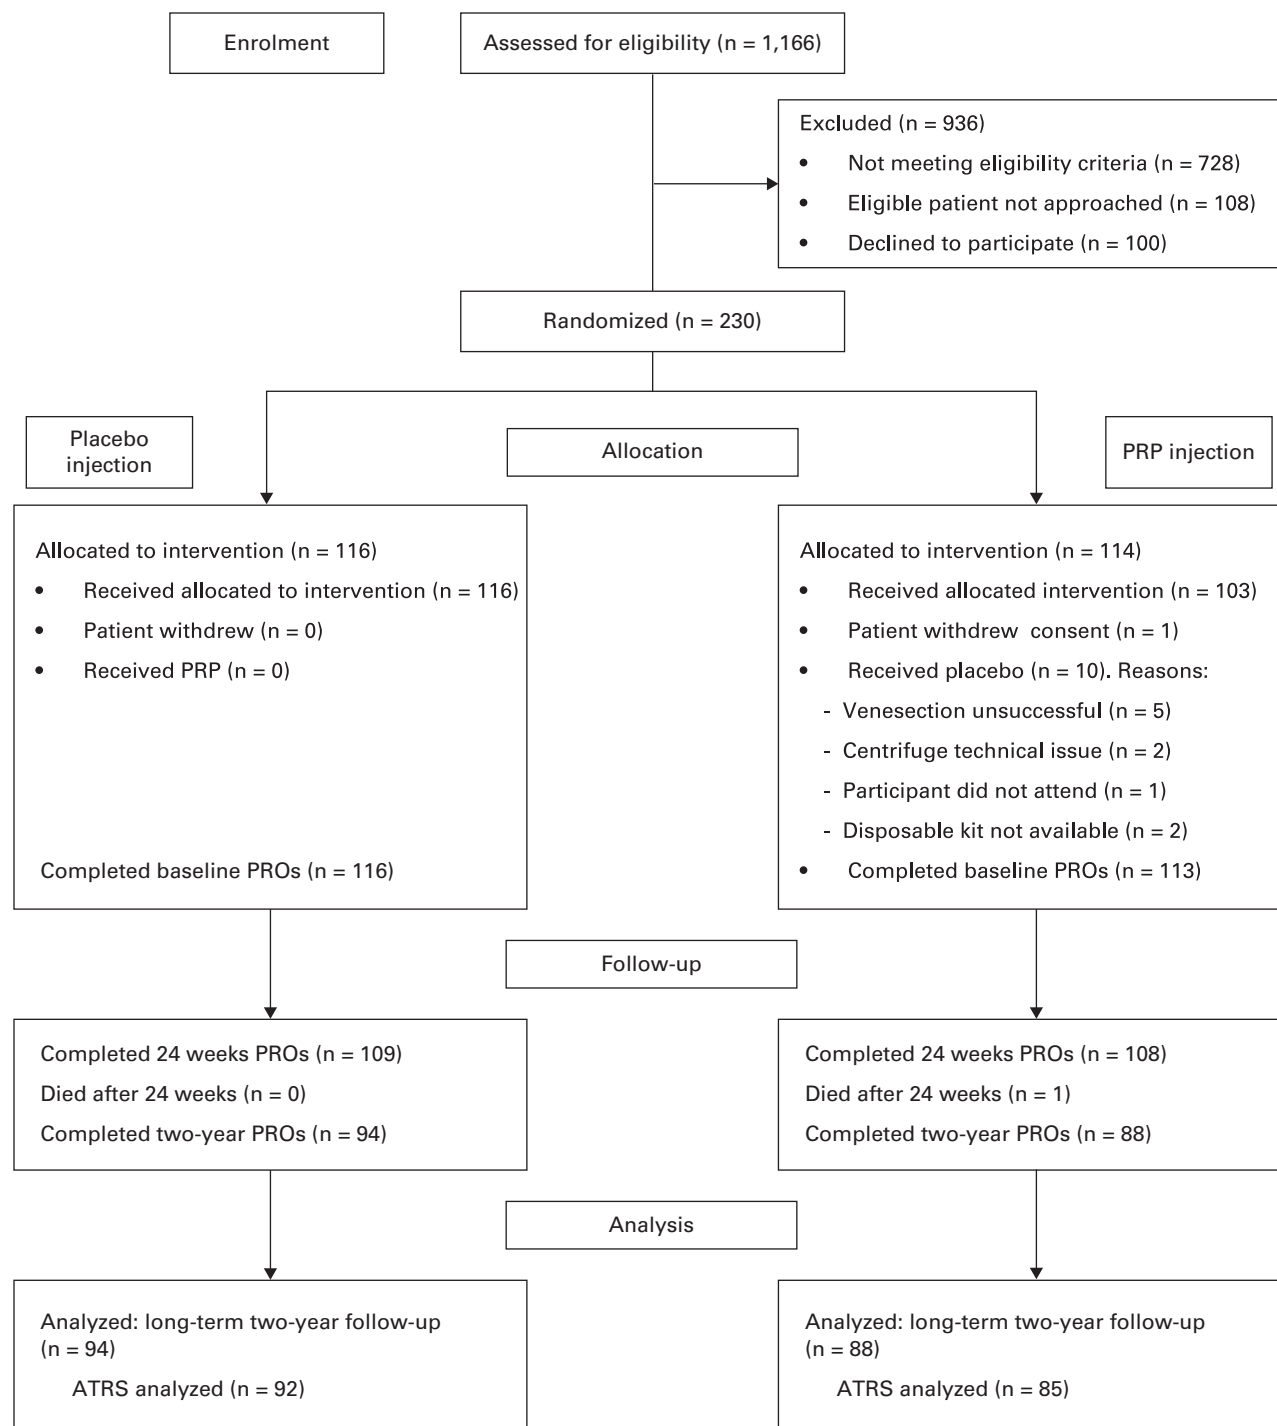 Enrolment
Assessed for eligibility (n = 1,166)
Excluded (n = 936)
• Not meeting eligibility criteria (n = 728)
• Eligible patient not approached (n = 108)
• Declined to participate (n = 100)
Randomized (n = 230)
Placebo
injection
Allocation
PRP injection
Allocated to intervention (n = 116)
• Received allocated to intervention (n = 116)
• Patient withdrew (n = 0)
• Received PRP (n = 0)
Completed baseline PROs (n = 116)
Allocated to intervention (n = 114)
• Received allocated intervention (n = 103)
• Patient withdrew consent (n = 1)
• Received placebo (n = 10). Reasons:
- Venesection unsuccessful (n = 5)
- Centrifuge technical issue (n = 2)
- Participant did not attend (n = 1)
- Disposable kit not available (n = 2)
• Completed baseline PROs (n = 113)
Follow-up
Completed 24 weeks PROs (n = 109)
Died after 24 weeks (n = 0)
Completed two-year PROs (n = 94)
Completed 24 weeks PROs (n = 108)
Died after 24 weeks (n = 1)
Completed two-year PROs (n = 88)
Analysis
Analyzed: long-term two-year follow-up
(n = 94)
ATRS analyzed (n = 92)
Analyzed: long-term two-year follow-up
(n = 88)
ATRS analyzed (n = 85)